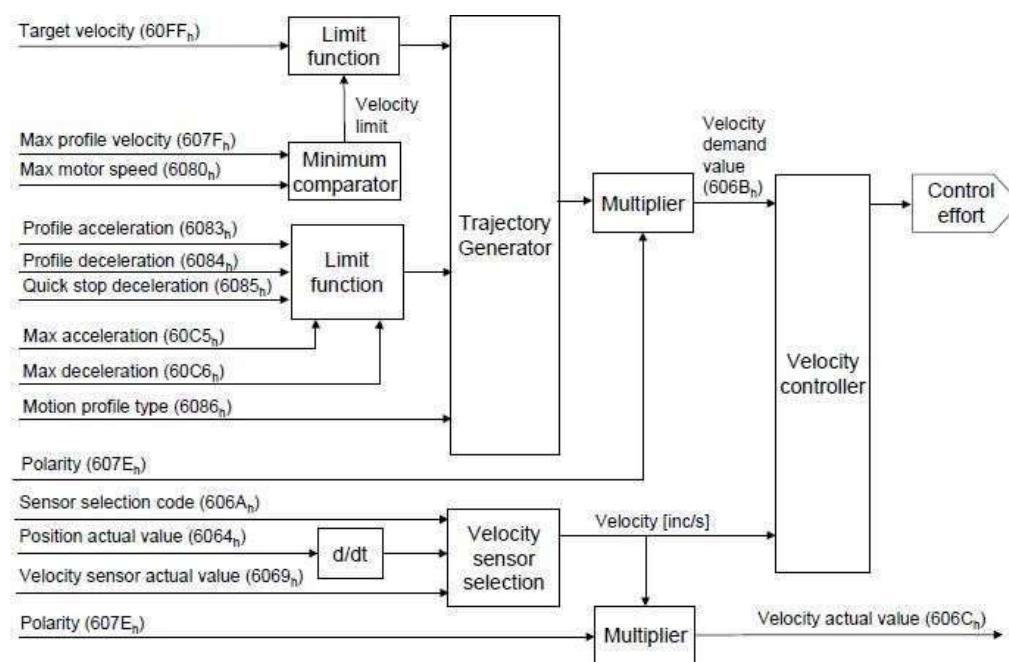 Target velocity (60FFh)
Limit
function
Velocity
limit
Max profile velocity (607Fh)
Max motor speed (6080h)
Minimum
comparator
Profile acceleration (6083h)
Profile deceleration (6084h)
Quick stop deceleration (6085h)
Limit
function
Max acceleration (60C5h)
Max deceleration (60C6h)
Motion profile type (6086h)
Trajectory
Generator
Multiplier
Velocity
demand
value
(606Bh)
Control
effort
Velocity
controller
Polarity (607Eh)
Sensor selection code (606Ah)
Position actual value (6064h)
d/dt
Velocity sensor actual value (6069h)
Velocity
sensor
selection
Velocity [inc/s]
Polarity (607Eh)
Multiplier
Velocity actual value (606Ch)